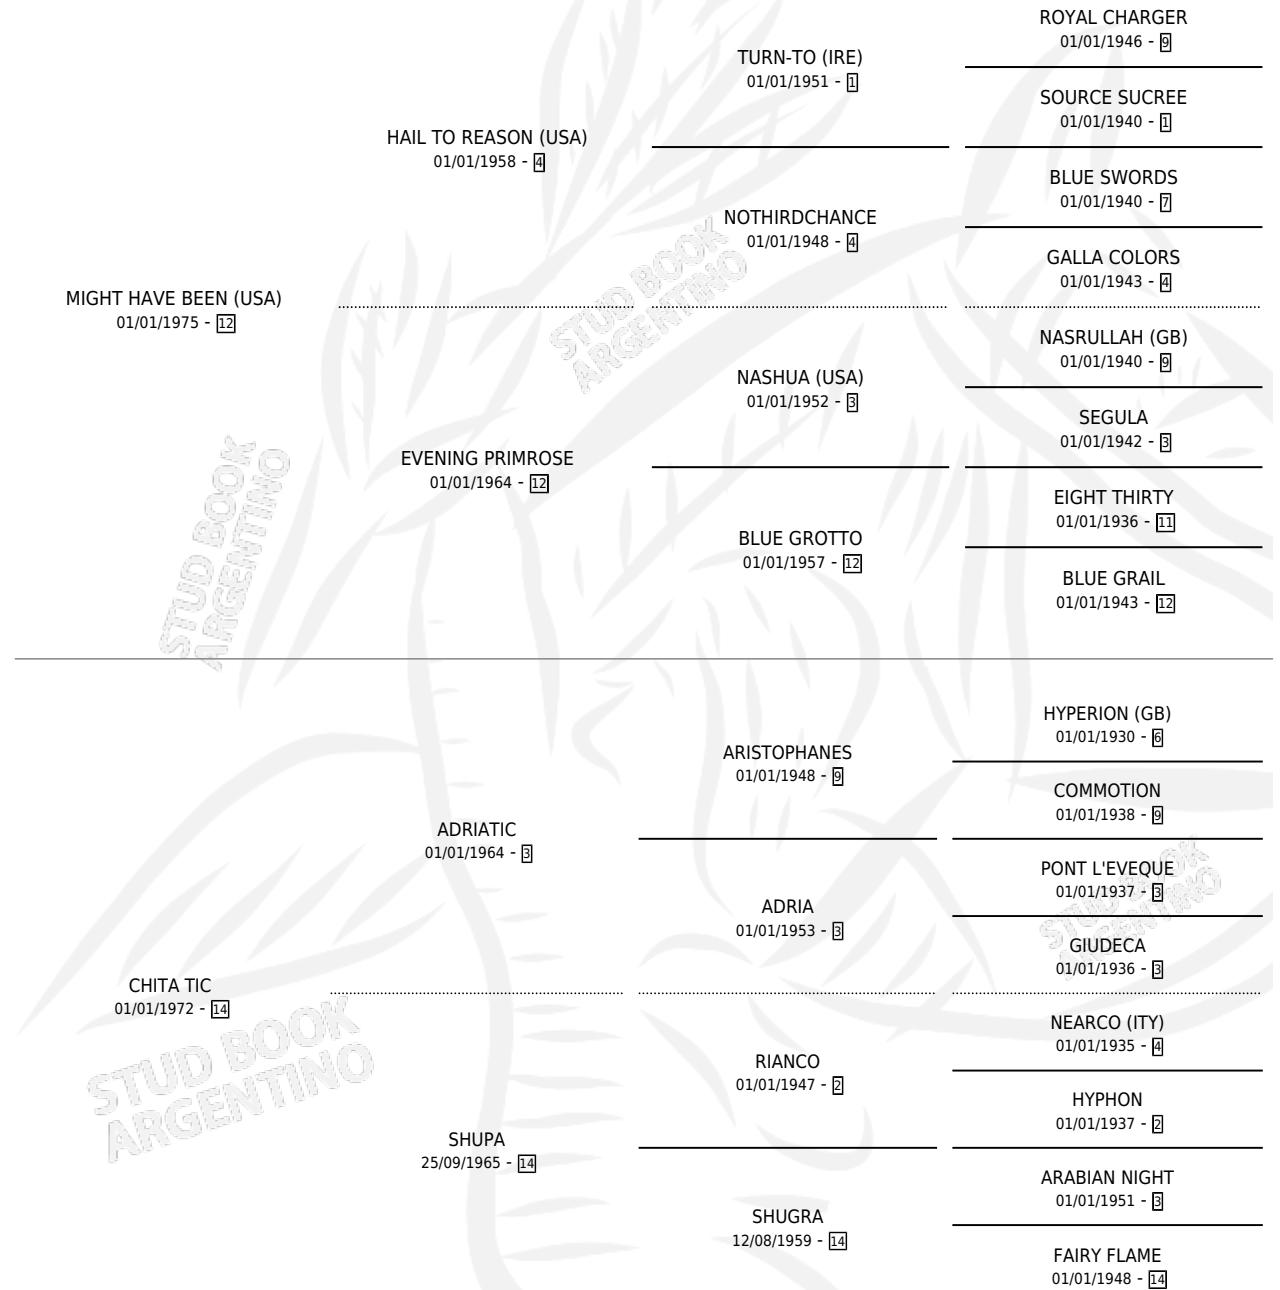 ROYAL CHARGER
01/01/1946 - 9
TURN-TO (IRE)
01/01/1951 - 1
SOURCE SUCREE
01/01/1940 - 1
HAIL TO REASON (USA)
01/01/1958 - 4
BLUE SWORDS
01/01/1940 - 7
NOTHIRDCHANCE
01/01/1948 - 4
GALLA COLORS
01/01/1943 - 4
MIGHT HAVE BEEN (USA)
01/01/1975 - 12
STUD BOOK
ARGENTINO
NASRULLAH (GB)
01/01/1940 - 9
NASHUA (USA)
01/01/1952 - 3
SEGULA
01/01/1942 - 3
EVENING PRIMROSE
01/01/1964 - 12
EIGHT THIRTY
01/01/1936 - 11
BLUE GROTTO
01/01/1957 - 12
BLUE GRAIL
01/01/1943 - 12
STUD BOOK
ARGENTINO
HYPERION (GB)
01/01/1930 - 6
ARISTOPHANES
01/01/1948 - 9
COMMOTION
01/01/1938 - 9
ADRIATIC
01/01/1964 - 3
PONT L'EVEQUE
01/01/1937 - 3
ADRIA
01/01/1953 - 3
STUD BOOK
ARGENTINO
GIUDECA
01/01/1936 - 3
CHITA TIC
01/01/1972 - 14
NEARCO (ITY)
01/01/1935 - 4
RIANCO
01/01/1947 - 2
HYPHON
01/01/1937 - 2
STUD BOOK
ARGENTINO
SHUPA
25/09/1965 - 14
ARABIAN NIGHT
01/01/1951 - 3
SHUGRA
12/08/1959 - 14
FAIRY FLAME
01/01/1948 - 14